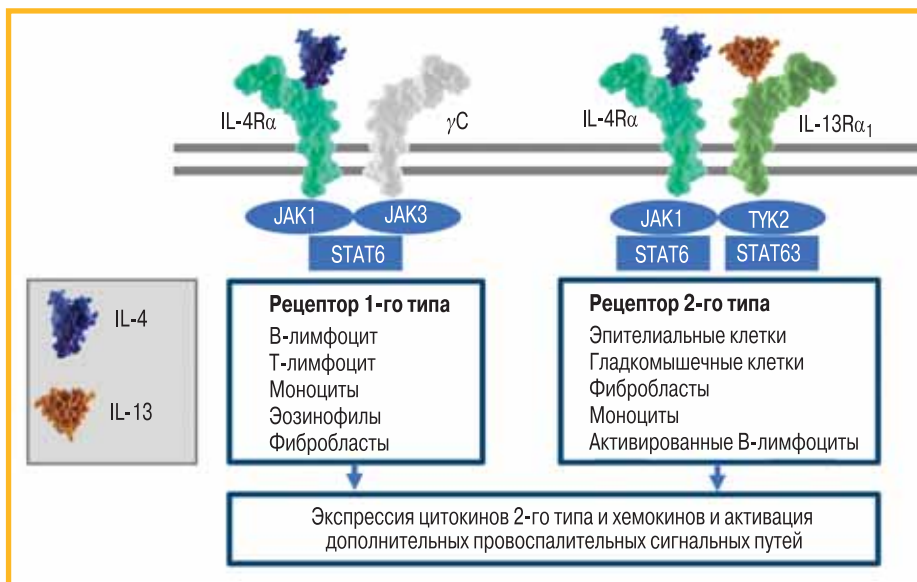 IL-4Rα
γC
IL-4Rα
IL-13Rα1
JAK1
JAK3
JAK1
TYK2
STAT6
STAT6
STAT63
IL-4
IL-13
Рецептор 1-го типа
В-лимфоцит
Т-лимфоцит
Моноциты
Эозинофилы
Фибробласты
Рецептор 2-го типа
Эпителиальные клетки
Гладкомышечные клетки
Фибробласты
Моноциты
Активированные В-лимфоциты
Экспрессия цитокинов 2-го типа и хемокинов и активация
дополнительных провоспалительных сигнальных путей